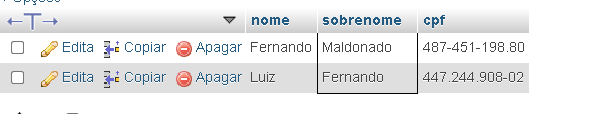 nome sobrenome cpf
Edita Copiar Apagar Fernando Maldonado 487-451-198.80
Edita Copiar Apagar Luiz Fernando 447.244.908-02